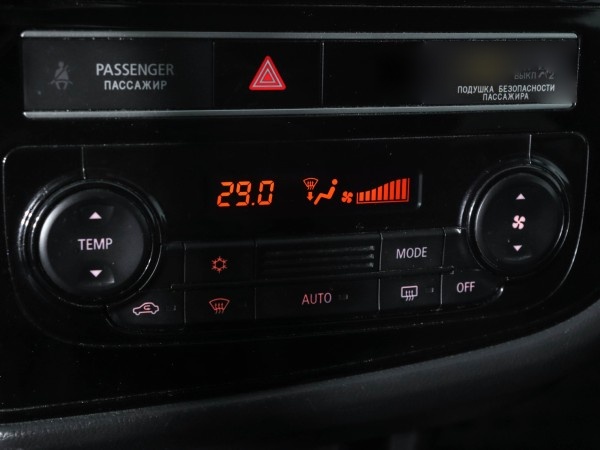 PASSENGER
ПАССАЖИР
ВЫКЛ
ПОДУШКА БЕЗОПАСНОСТИ
ПАССАЖИРА
29.0
TEMP
MODE
AUTO
OFF